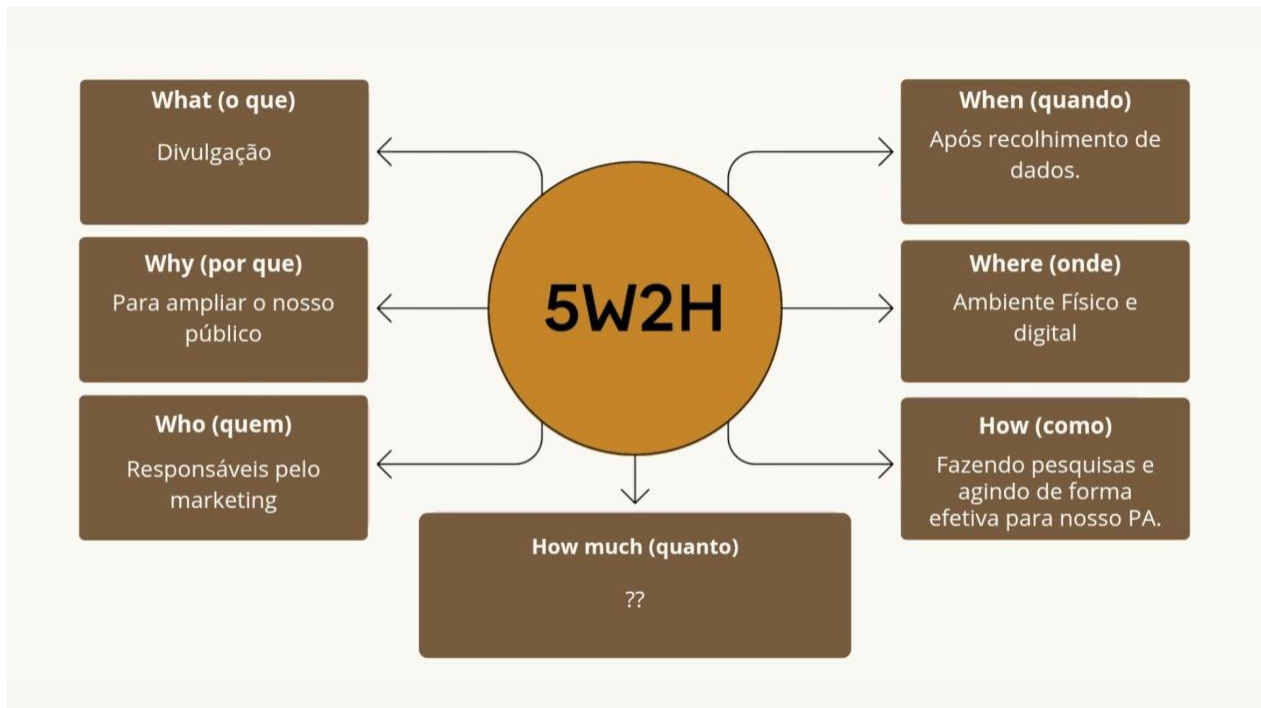 What (o que)
Divulgação
Why (por que)
Para ampliar o nosso
público
Who (quem)
Responsáveis pelo
marketing
5W2H
When (quando)
Após recolhimento de
dados.
Where (onde)
Ambiente Físico e
digital
How (como)
Fazendo pesquisas e
agindo de forma
efetiva para nosso PA.
How much (quanto)
??